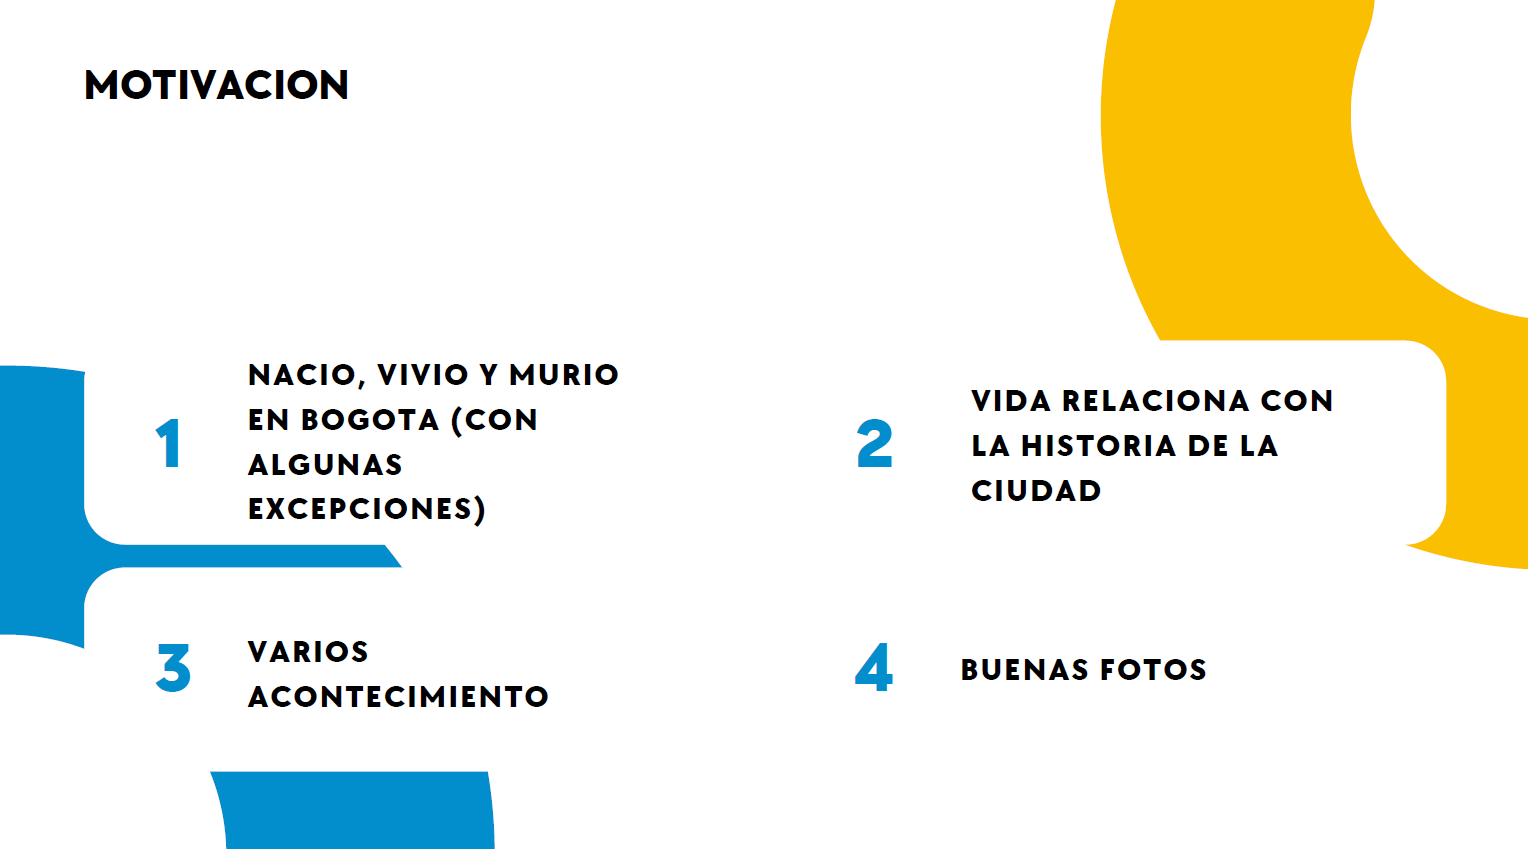 MOTIVACION
1
NACIO, VIVIO Y MURIO
EN BOGOTA (CON
ALGUNAS
EXCEPCIONES)
2
VIDA RELACIONA CON
LA HISTORIA DE LA
CIUDAD
3
VARIOS
ACONTECIMIENTO
4
BUENAS FOTOS